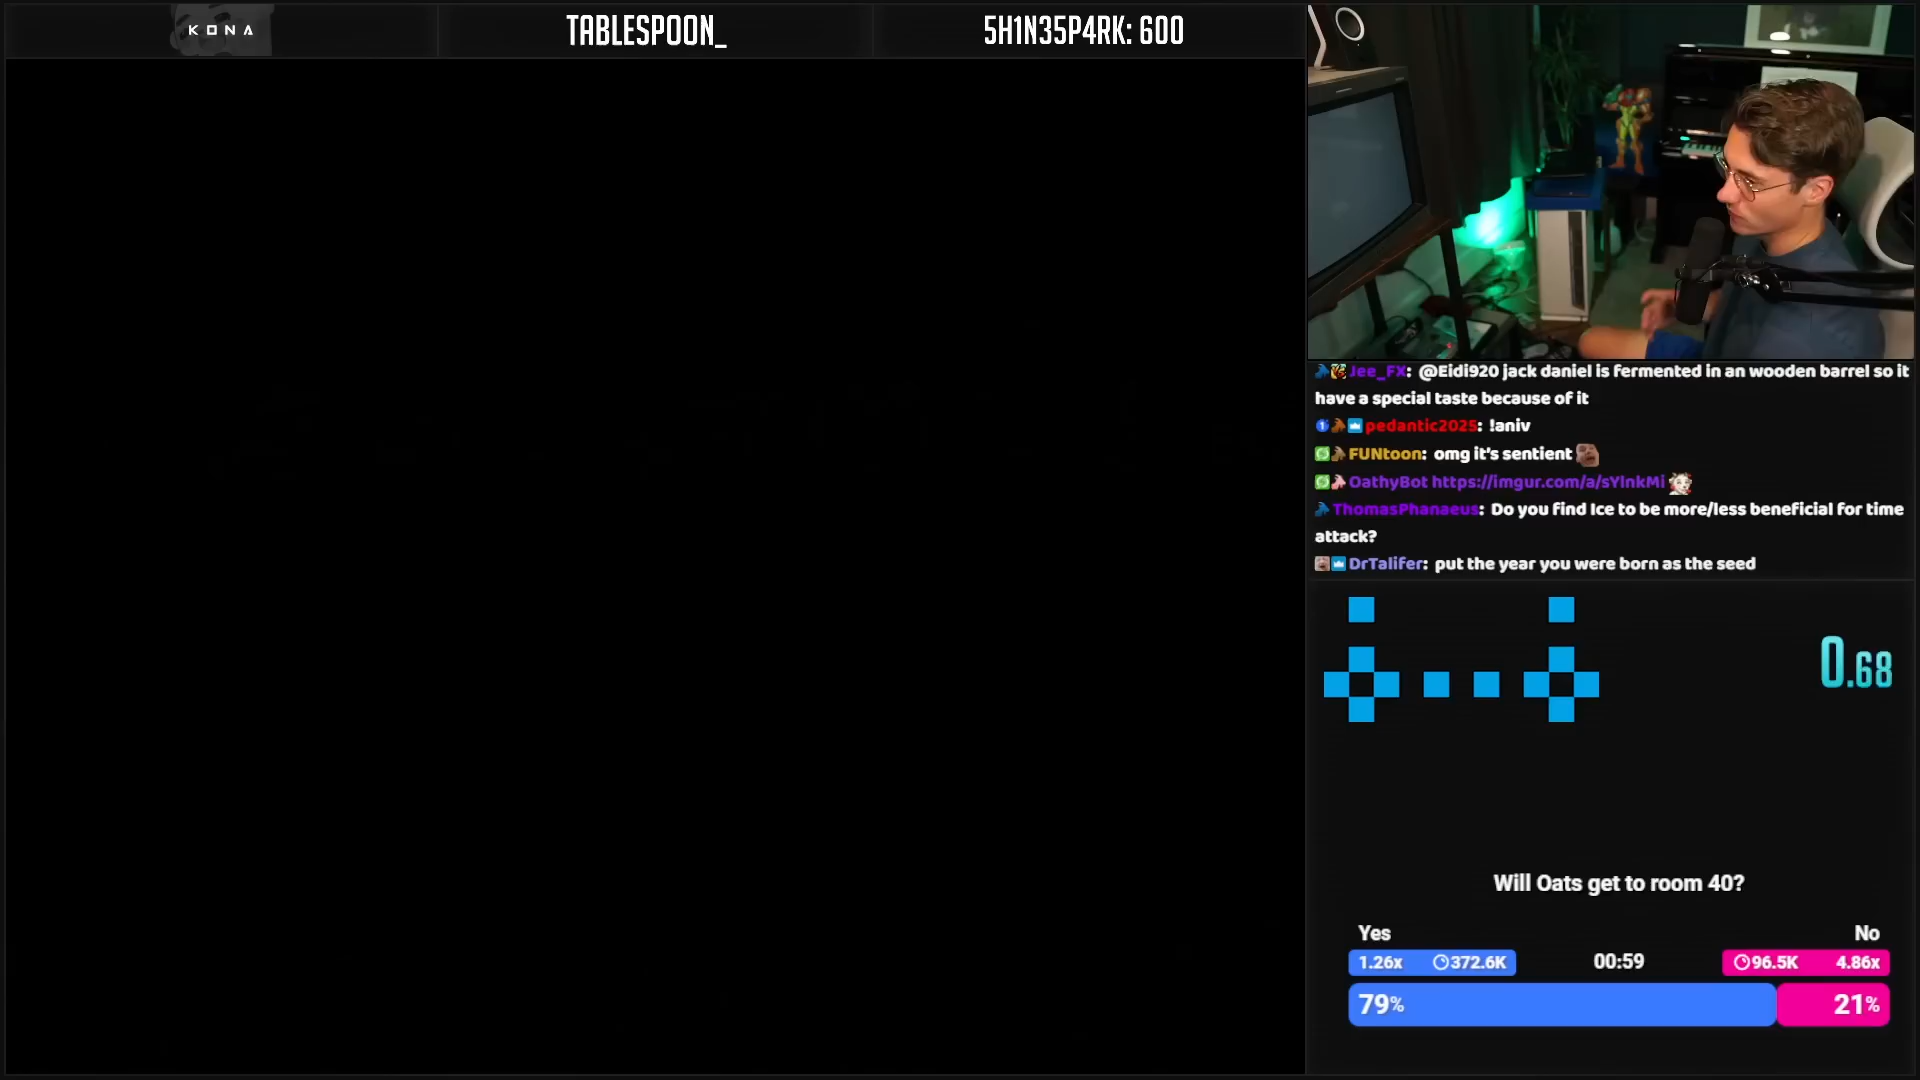 KONA
TABLESPOON_
5H1N35P4RK: 600
Jee_FX: @Eidi920 jack daniel is fermented in an wooden barrel so it
have a special taste because of it
pedantic2025: !aniv
FUNtoon: omg it's sentient
OathyBot https://imgur.com/a/sYlnkMi
ThomasPhanaeus: Do you find Ice to be more/less beneficial for time
attack?
DrTalifer: put the year you were born as the seed
0.68
Will Oats get to room 40?
Yes No
1.26x 372.6K 00:59 96.5K 4.86x
79% 21%